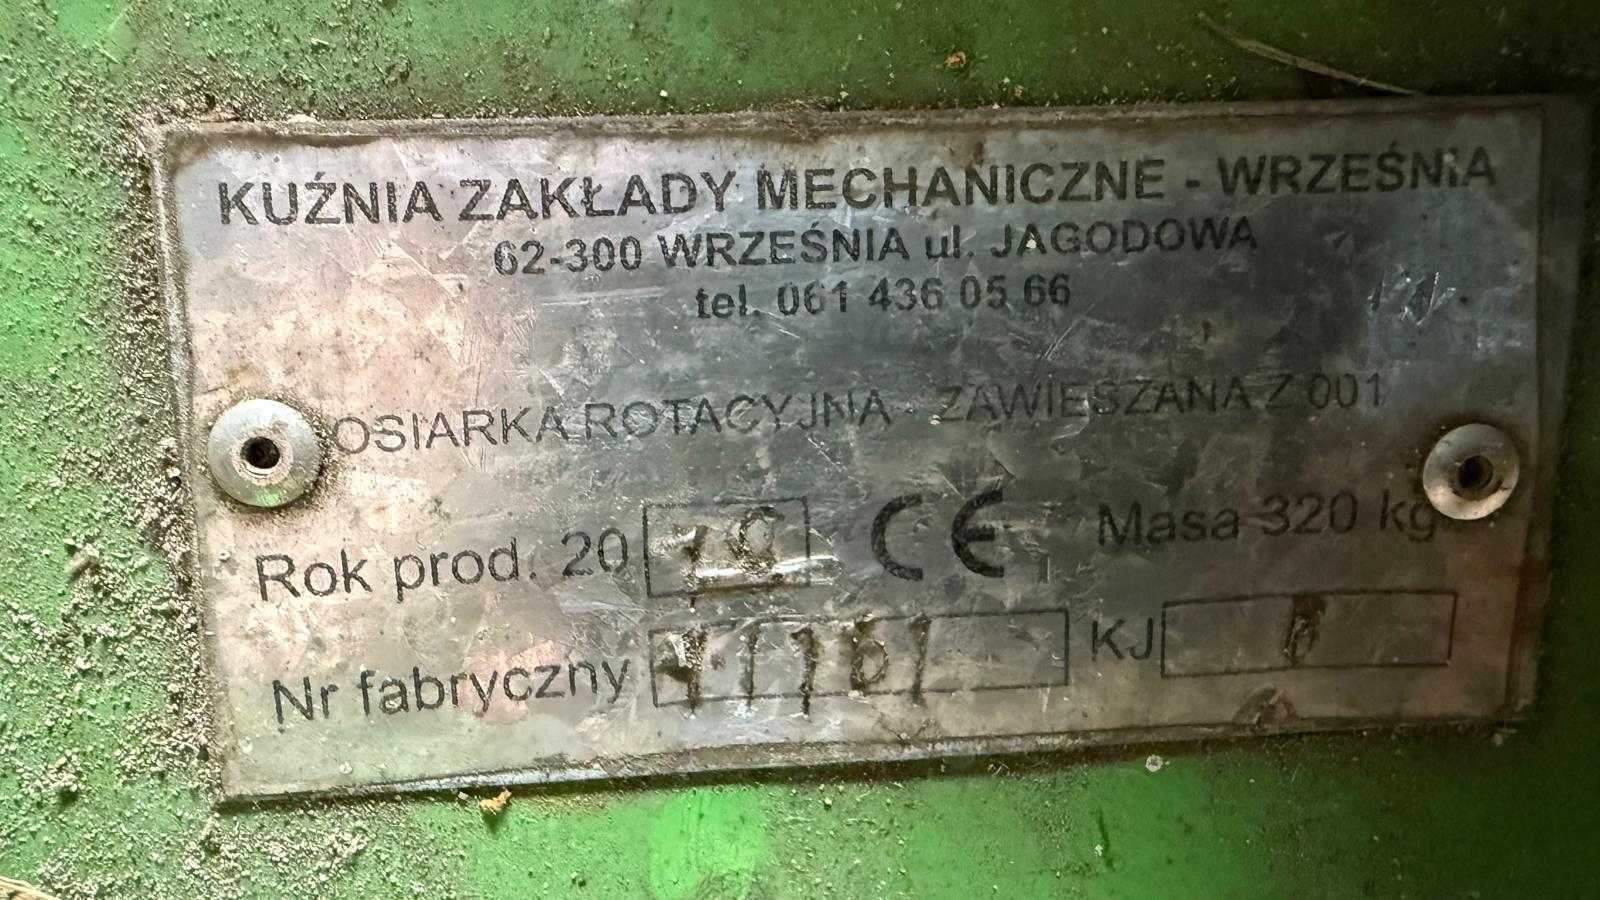 KUŹNIA ZAKŁADY MECHANICZNE - WRZEŚNIA
62-300 WRZEŚNIA ul. JAGODOWA
tel. 061 436 05 66
OSIARKA ROTACYJNA - ZAWIESZANA Z 001
Rok prod. 20 CE Masa 320 kg
Nr fabryczny KJ